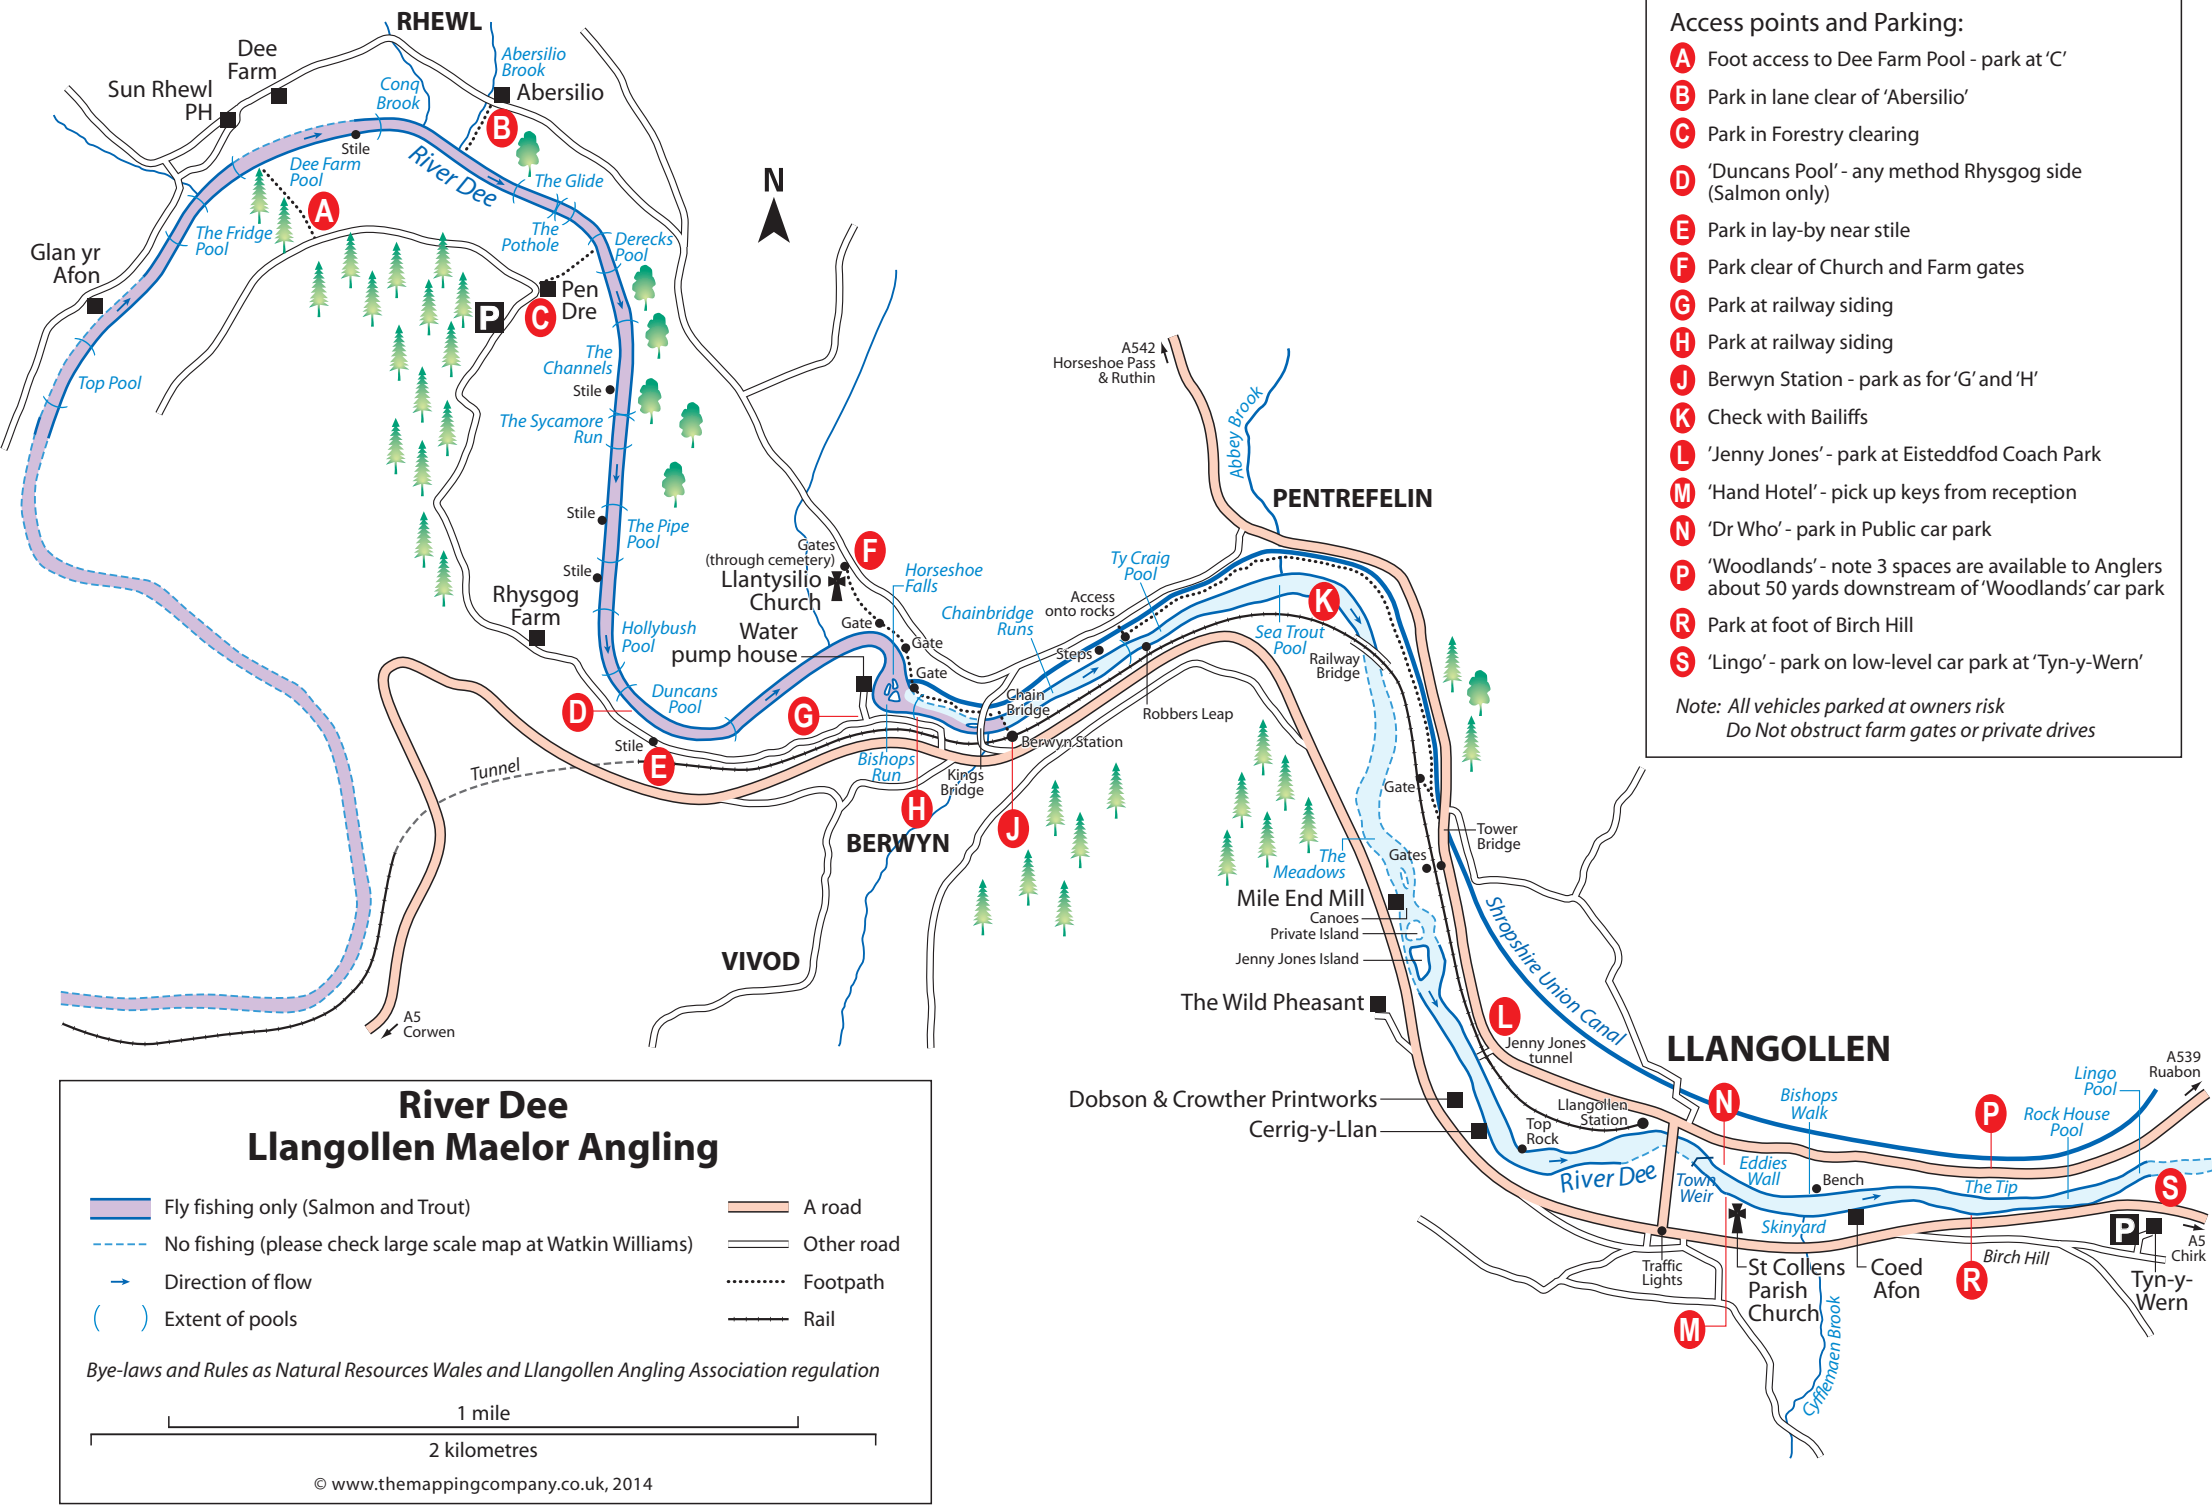 RHEWL
Dee
Farm
Sun Rhewl
PH
Conq
Brook
Abersilio
Brook
Abersilio
B
Stile
Dee Farm
Pool
River Dee
The Glide
The
Pothole
Derecks
Pool
A
The Fridge
Pool
Glan yr
Afon
Top Pool
P
C
Pen
Dre
The
Channels
Stile
The Sycamore
Run
Stile
The Pipe
Pool
Stile
Rhysgog
Farm
Hollybush
Pool
Duncans
Pool
D
Stile
E
Tunnel
N
Gates
(through cemetery)
F
Llantysilio
Church
Water
pump house
Gate
Gate
Gate
G
Horseshoe
Falls
Chainbridge
Runs
Bishops
Run
H
Kings
Bridge
Chain
Bridge
Berwyn Station
J
BERWYN
VIVOD
A5
Corwen
A542
Horseshoe Pass
& Ruthin
Abbey Brook
PENTREFELIN
Ty Craig
Pool
Access
onto rocks
Steps
Robbers Leap
Sea Trout
Pool
K
Railway
Bridge
Gate
Tower
Bridge
Gates
The
Meadows
Mile End Mill
Canoes
Private Island
Jenny Jones Island
The Wild Pheasant
Shropshire Union Canal
L
Jenny Jones
tunnel
LLANGOLLEN
Dobson & Crowther Printworks
Cerrig-y-Llan
Top
Rock
Llangollen
Station
River Dee
N
Town
Weir
Eddies
Wall
Bishops
Walk
Bench
Skinyard
P
The Tip
Rock House
Pool
Lingo
Pool
A539
Ruabon
S
P
A5
Chirk
Tyn-y-
Wern
Birch Hill
R
Coed
Afon
St Collens
Parish
Church
Traffic
Lights
M
Cyfflemaen Brook
Access points and Parking:
A Foot access to Dee Farm Pool - park at ‘C’
B Park in lane clear of ‘Abersilio’
C Park in Forestry clearing
D ‘Duncans Pool’ - any method Rhysgog side
(Salmon only)
E Park in lay-by near stile
F Park clear of Church and Farm gates
G Park at railway siding
H Park at railway siding
J Berwyn Station - park as for ‘G’ and ‘H’
K Check with Bailiffs
L ’Jenny Jones’ - park at Eisteddfod Coach Park
M ‘Hand Hotel’ - pick up keys from reception
N ‘Dr Who’ - park in Public car park
P ‘Woodlands’ - note 3 spaces are available to Anglers
about 50 yards downstream of ‘Woodlands’ car park
R Park at foot of Birch Hill
S ‘Lingo’ - park on low-level car park at ‘Tyn-y-Wern’
Note: All vehicles parked at owners risk
Do Not obstruct farm gates or private drives
River Dee
Llangollen Maelor Angling
Fly fishing only (Salmon and Trout)
No fishing (please check large scale map at Watkin Williams)
Direction of flow
Extent of pools
A road
Other road
Footpath
Rail
Bye-laws and Rules as Natural Resources Wales and Llangollen Angling Association regulation
1 mile
2 kilometres
© www.themappingcompany.co.uk, 2014